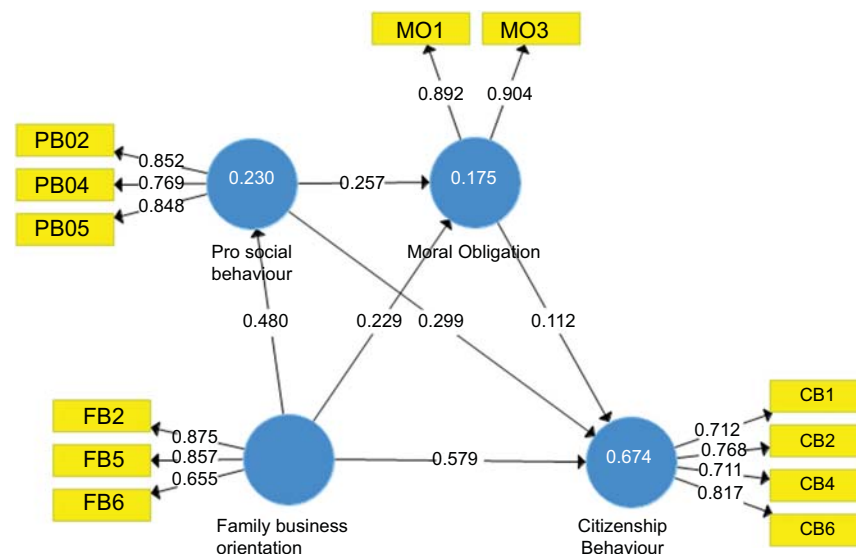 MO1 MO3
0.892 0.904
PB02
PB04
PB05
0.852
0.769
0.848
0.230
0.257
0.175
Pro social
behaviour
Moral Obligation
0.480
0.229
0.299
0.112
FB2
FB5
FB6
0.875
0.857
0.655
0.579
0.674
0.712
0.768
0.711
0.817
CB1
CB2
CB4
CB6
Family business
orientation
Citizenship
Behaviour